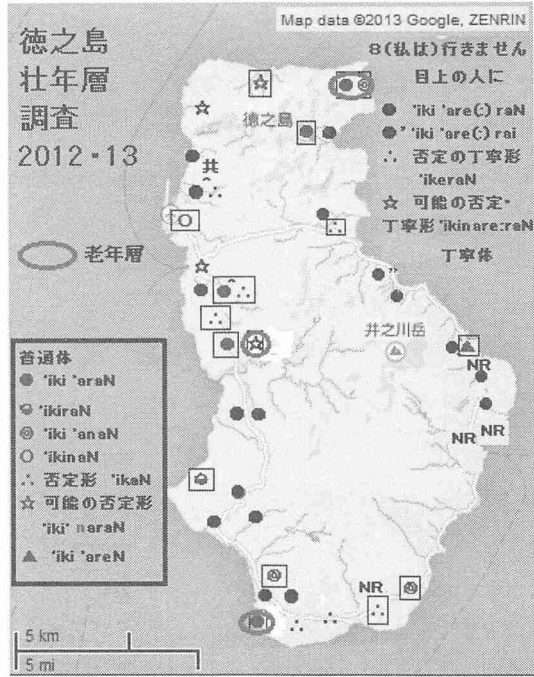 Map data ©2013 Google, ZENRIN
徳之島
壮年層
調査
2012・13
8(私は)行きません
目上の人に
● 'iki 'are(:) raN
●" 'iki 'are(:) rai
∴ 否定の丁寧形
'ikeraN
☆ 可能の否定・
丁寧形 'ikinare:raN
丁寧体
徳之島
共
老年層
井之川岳
NR
NR
NR
NR
普通体
● 'iki 'araN
'ikiraN
◎ 'iki 'anaN
○ 'ikinaN
∴ 否定形 'ikaN
☆ 可能の否定形
'iki' naraN
▲ 'iki 'areN
5 km
5 mi